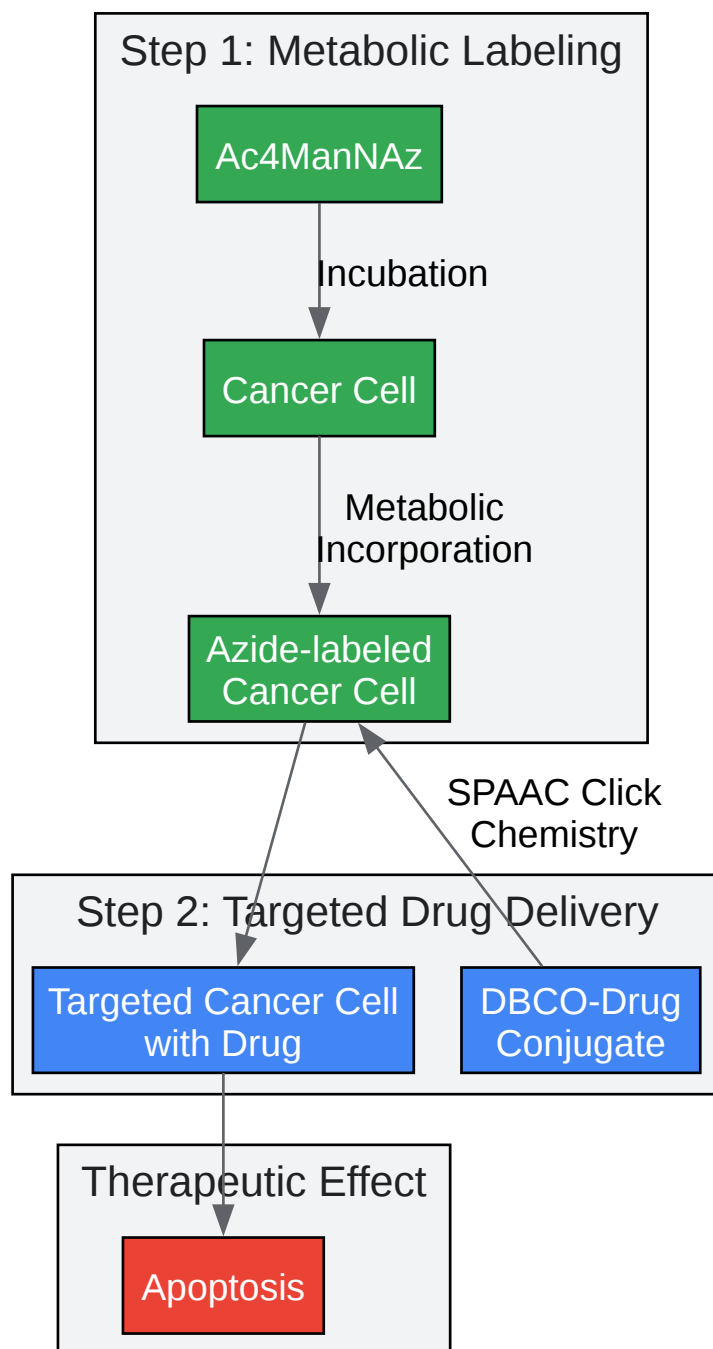 Step 1: Metabolic Labeling
Ac4ManNAz
Incubation
Cancer Cell
Metabolic
Incorporation
Azide-labeled
Cancer Cell
SPAAC Click
Chemistry
Step 2: Targeted Drug Delivery
Targeted Cancer Cell
with Drug
DBCO-Drug
Conjugate
Therapeutic Effect
Apoptosis